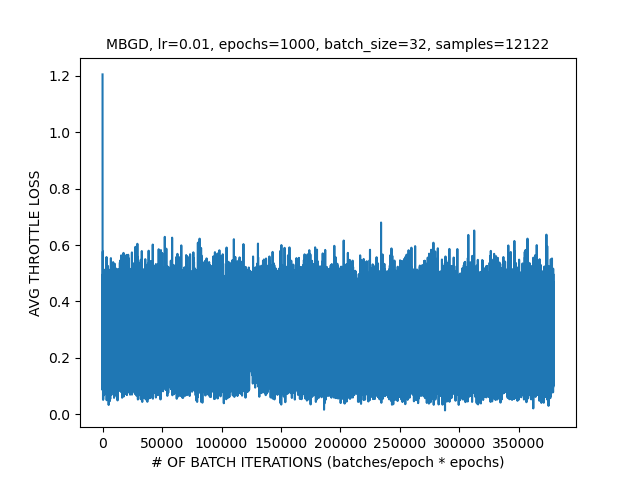 MBGD, lr=0.01, epochs=1000, batch_size=32, samples=12122
AVG THROTTLE LOSS
1.2
1.0
0.8
0.6
0.4
0.2
0.0
0 50000 100000 150000 200000 250000 300000 350000
# OF BATCH ITERATIONS (batches/epoch * epochs)